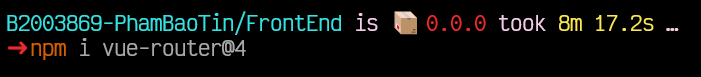 B2003869-PhamBaoTin/FrontEnd is 📦 0.0.0 took 8m 17.2s …
➜npm i vue-router@4